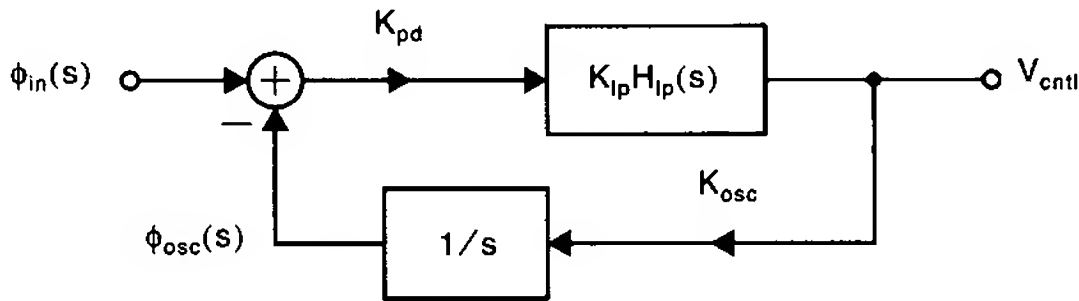 K_pd
ϕ_in(s)
+
K_lp H_lp(s)
V_cntl
−
K_osc
ϕ_osc(s)
1/s